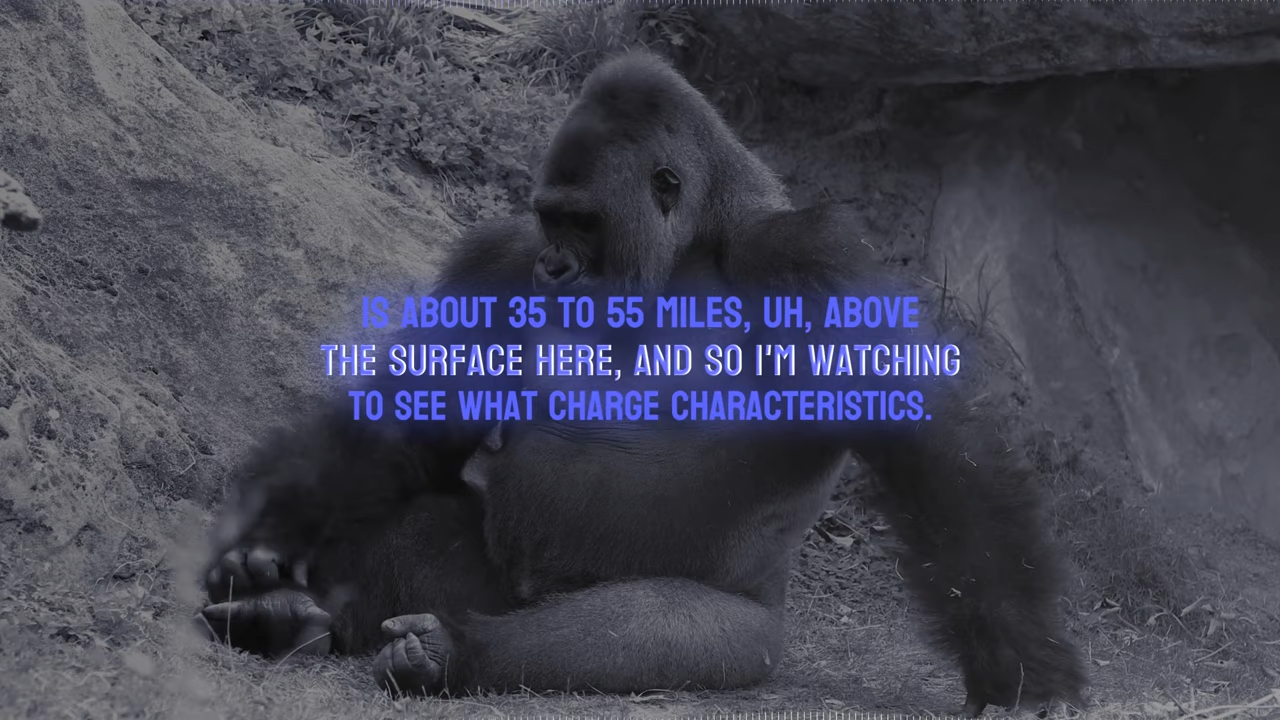 IS ABOUT 35 TO 55 MILES, UH, ABOVE
THE SURFACE HERE, AND SO I'M WATCHING
TO SEE WHAT CHARGE CHARACTERISTICS.